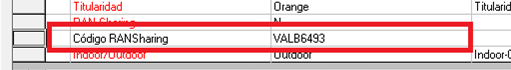 Titularidad Orange Titularid
RAN Sharing N
Código RANSharing VALB6493
Indoor/Outdoor Outdoor Indoor-O